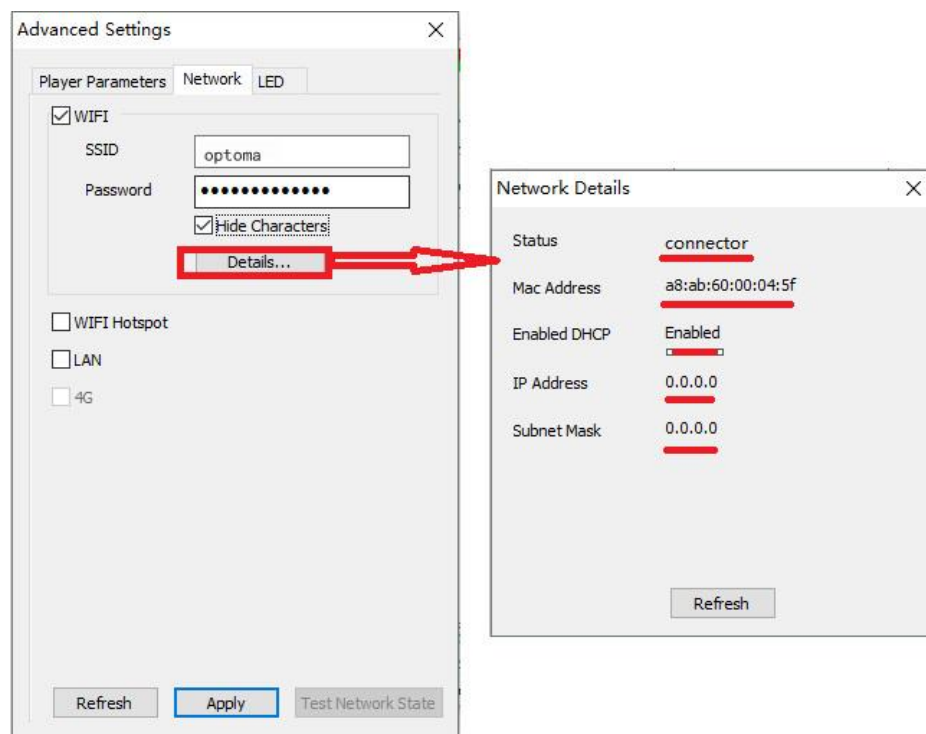 Advanced Settings
Player Parameters Network LED
WIFI
SSID optoma
Password •••••••••••••
Hide Characters
Details...
WIFI Hotspot
LAN
4G
Refresh Apply Test Network State
Network Details
Status connector
Mac Address a8:ab:60:00:04:5f
Enabled DHCP Enabled
IP Address 0.0.0.0
Subnet Mask 0.0.0.0
Refresh